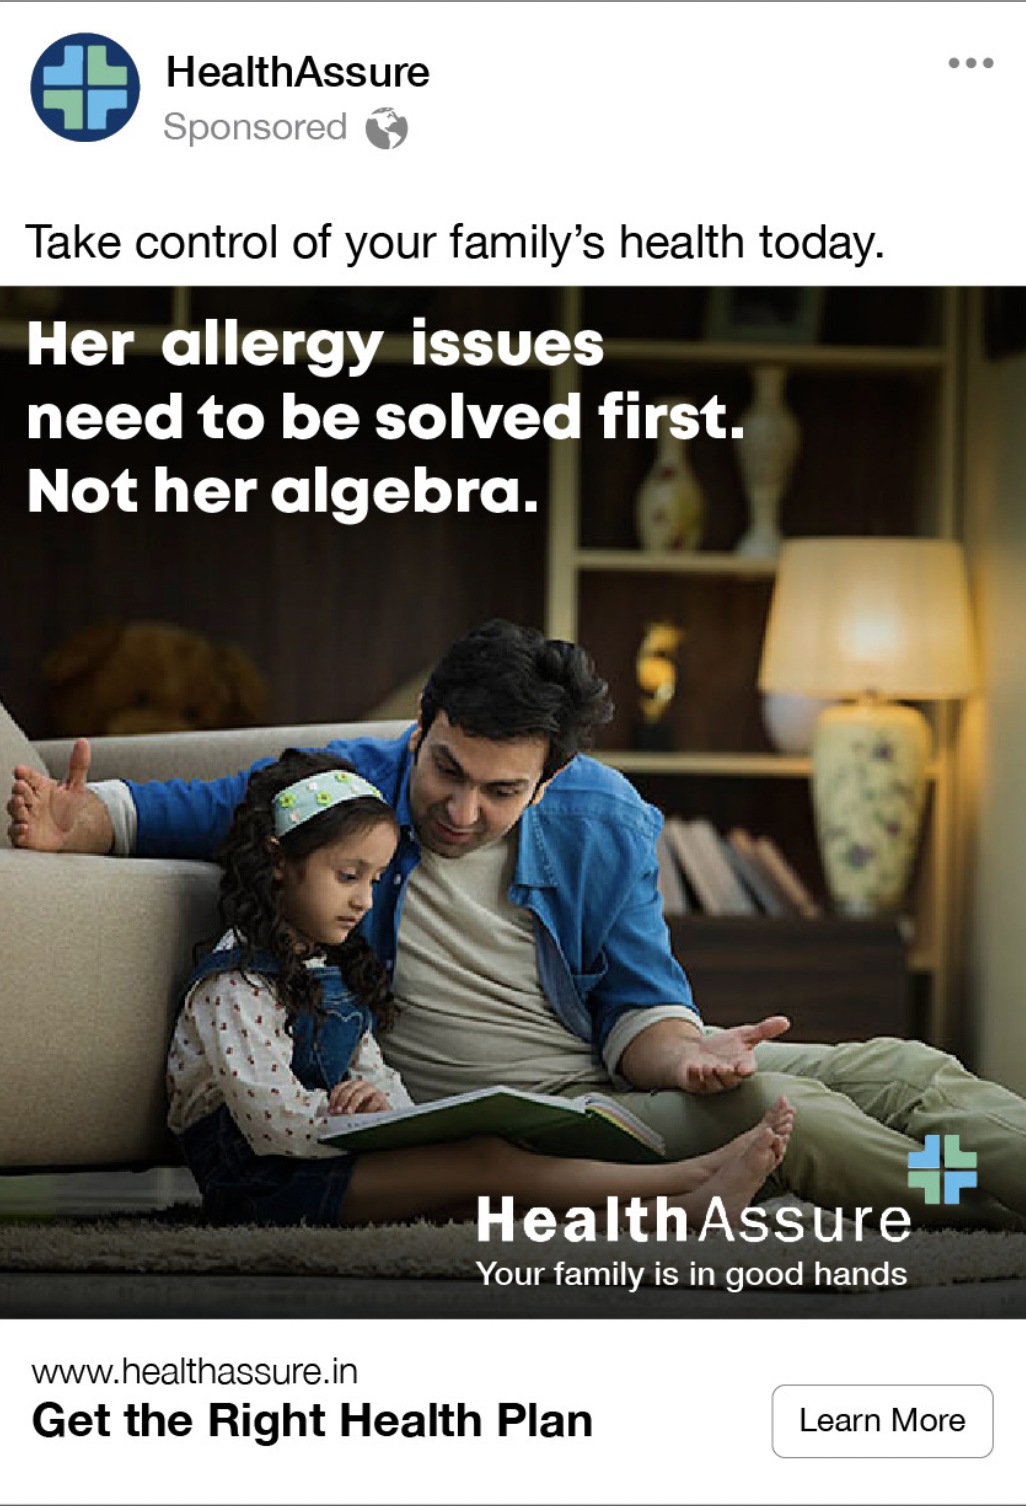 HealthAssure
Sponsored
Take control of your family's health today.
Her allergy issues
need to be solved first.
Not her algebra.
HealthAssure
Your family is in good hands
www.healthassure.in
Get the Right Health Plan
Learn More